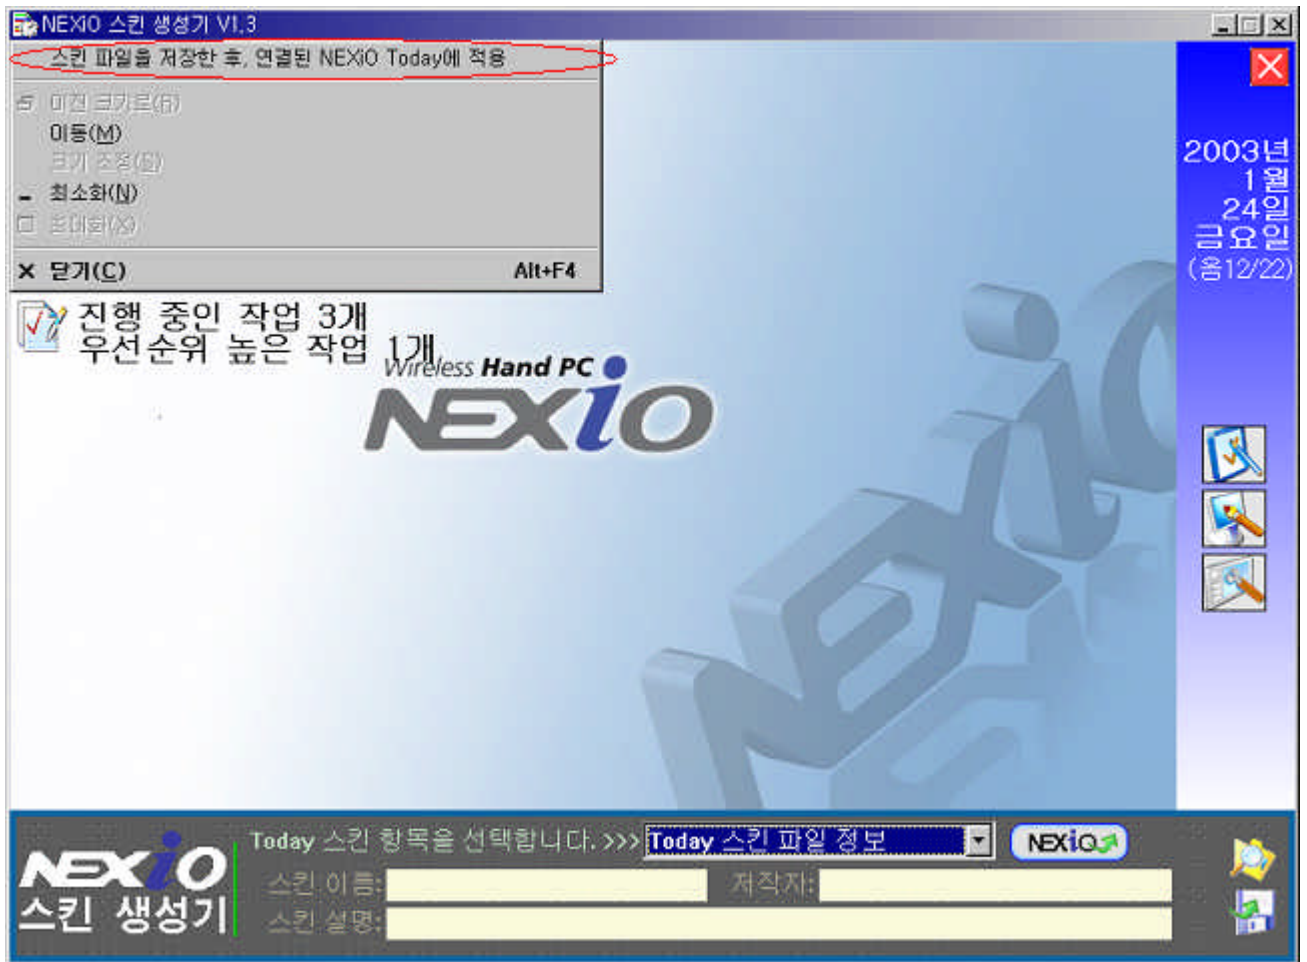 NEXiO 스킨 생성기 V1.3
스킨 파일을 저장한 후, 연결된 NEXiO Today에 적용
이전 크기로(R)
이동(M)
크기 조정(S)
최소화(N)
최대화(X)
닫기(C) Alt+F4
진행 중인 작업 3개
우선순위 높은 작업 1개
Wireless Hand PC
NEXiO
2003년
1월
24일
금요일
(음12/22)
NEXiO
Today 스킨 항목을 선택합니다. >>> Today 스킨 파일 정보 NEXiO
NEXiO
스킨 생성기
스킨 이름: 저작자:
스킨 설명: